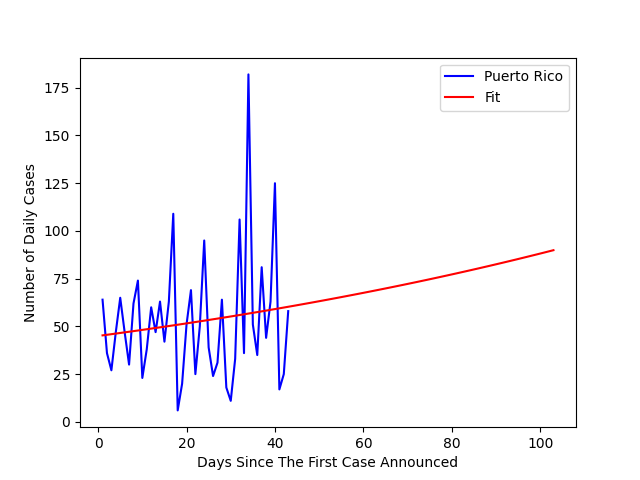 Puerto Rico
Fit
175
150
125
100
75
50
25
0
Number of Daily Cases
0 20 40 60 80 100
Days Since The First Case Announced